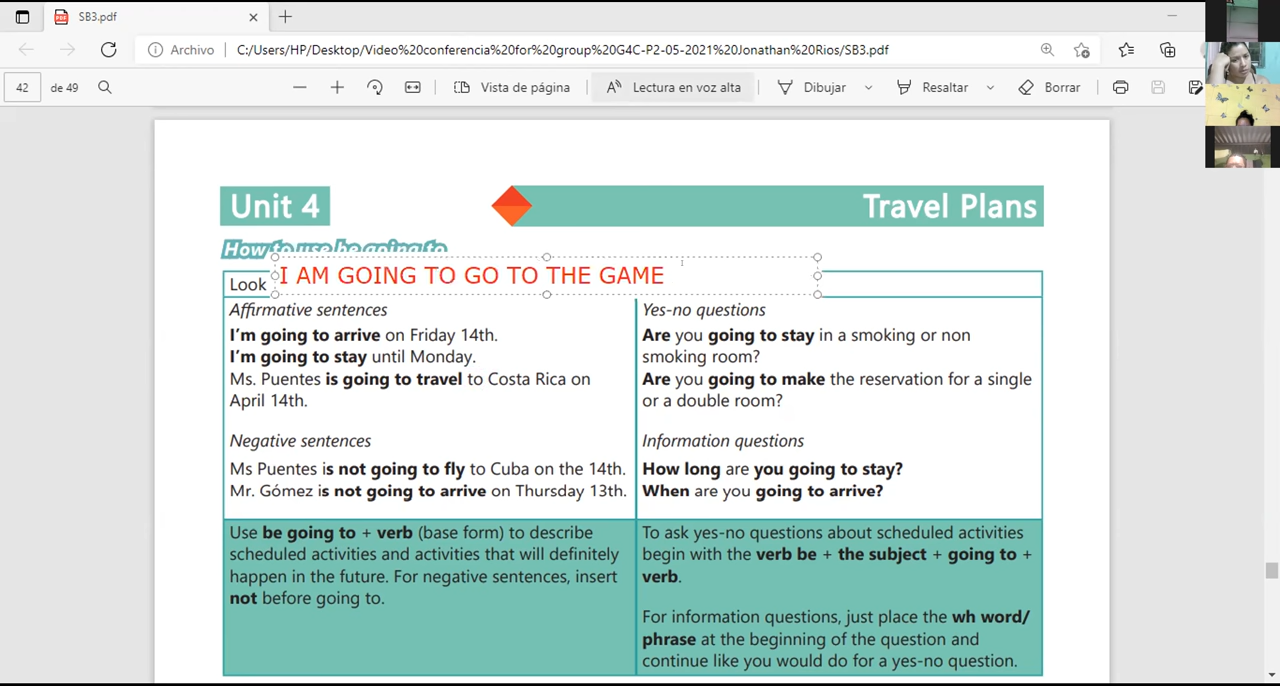 SB3.pdf
Archivo
C:/Users/HP/Desktop/Video%20conferencia%20for%20group%20G4C-P2-05-2021%20Jonathan%20Rios/SB3.pdf
42 de 49
Vista de página
Lectura en voz alta
Dibujar
Resaltar
Borrar
Unit 4
Travel Plans
How to use be going to
I AM GOING TO GO TO THE GAME
Look
Affirmative sentences
I'm going to arrive on Friday 14th.
I'm going to stay until Monday.
Ms. Puentes is going to travel to Costa Rica on
April 14th.
Negative sentences
Ms Puentes is not going to fly to Cuba on the 14th.
Mr. Gómez is not going to arrive on Thursday 13th.
Yes-no questions
Are you going to stay in a smoking or non
smoking room?
Are you going to make the reservation for a single
or a double room?
Information questions
How long are you going to stay?
When are you going to arrive?
Use be going to + verb (base form) to describe
scheduled activities and activities that will definitely
happen in the future. For negative sentences, insert
not before going to.
To ask yes-no questions about scheduled activities
begin with the verb be + the subject + going to +
verb.
For information questions, just place the wh word/
phrase at the beginning of the question and
continue like you would do for a yes-no question.